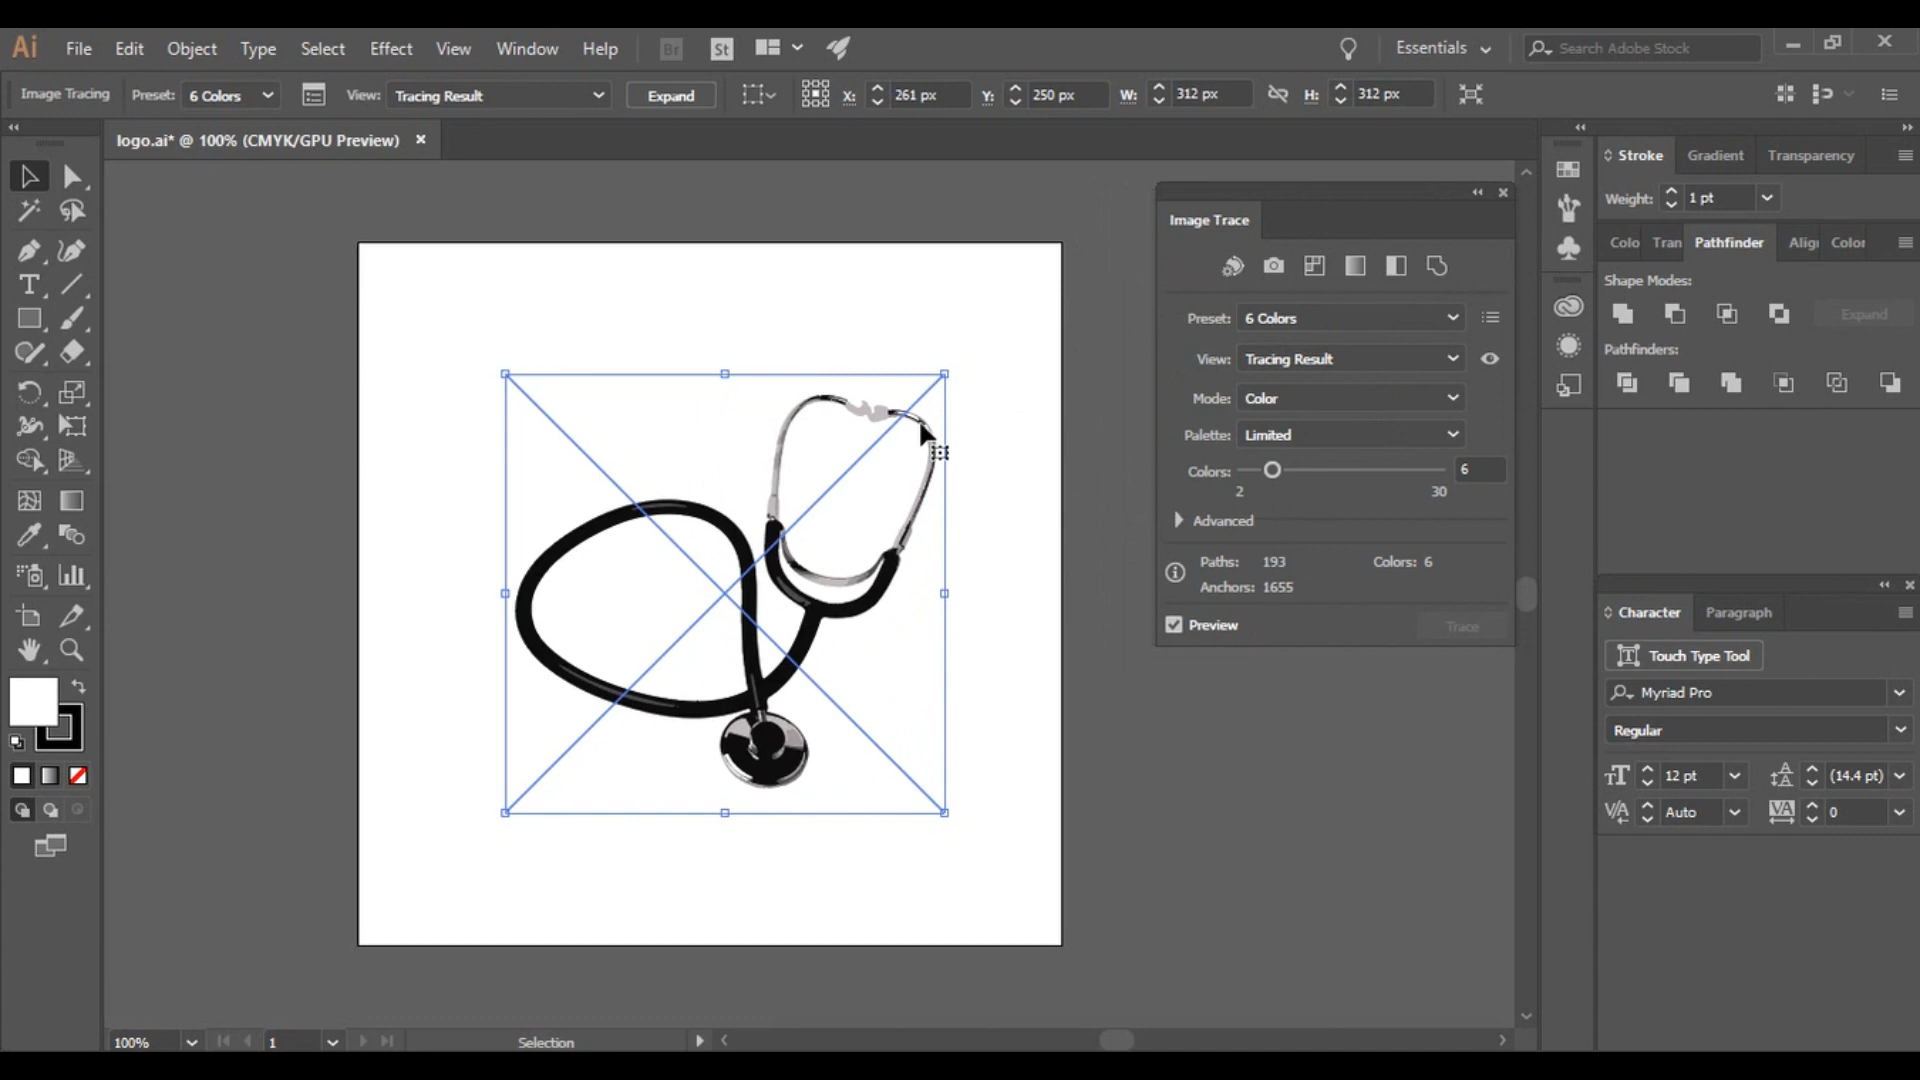 Ai File Edit Object Type Select Effect View Window Help Br St Essentials Search Adobe Stock
Image Tracing Preset: 6 Colors View: Tracing Result Expand X: 261 px Y: 250 px W: 312 px H: 312 px
logo.ai* @ 100% (CMYK/GPU Preview)
Image Trace
Preset: 6 Colors
View: Tracing Result
Mode: Color
Palette: Limited
Colors: 6
2 30
Advanced
Paths: 193 Colors: 6
Anchors: 1655
Preview Trace
Stroke Gradient Transparency
Weight: 1 pt
Colo Tran Pathfinder Alig Color
Shape Modes:
Expand
Pathfinders:
Character Paragraph
Touch Type Tool
Myriad Pro
Regular
12 pt (14.4 pt)
Auto 0
100% 1 Selection